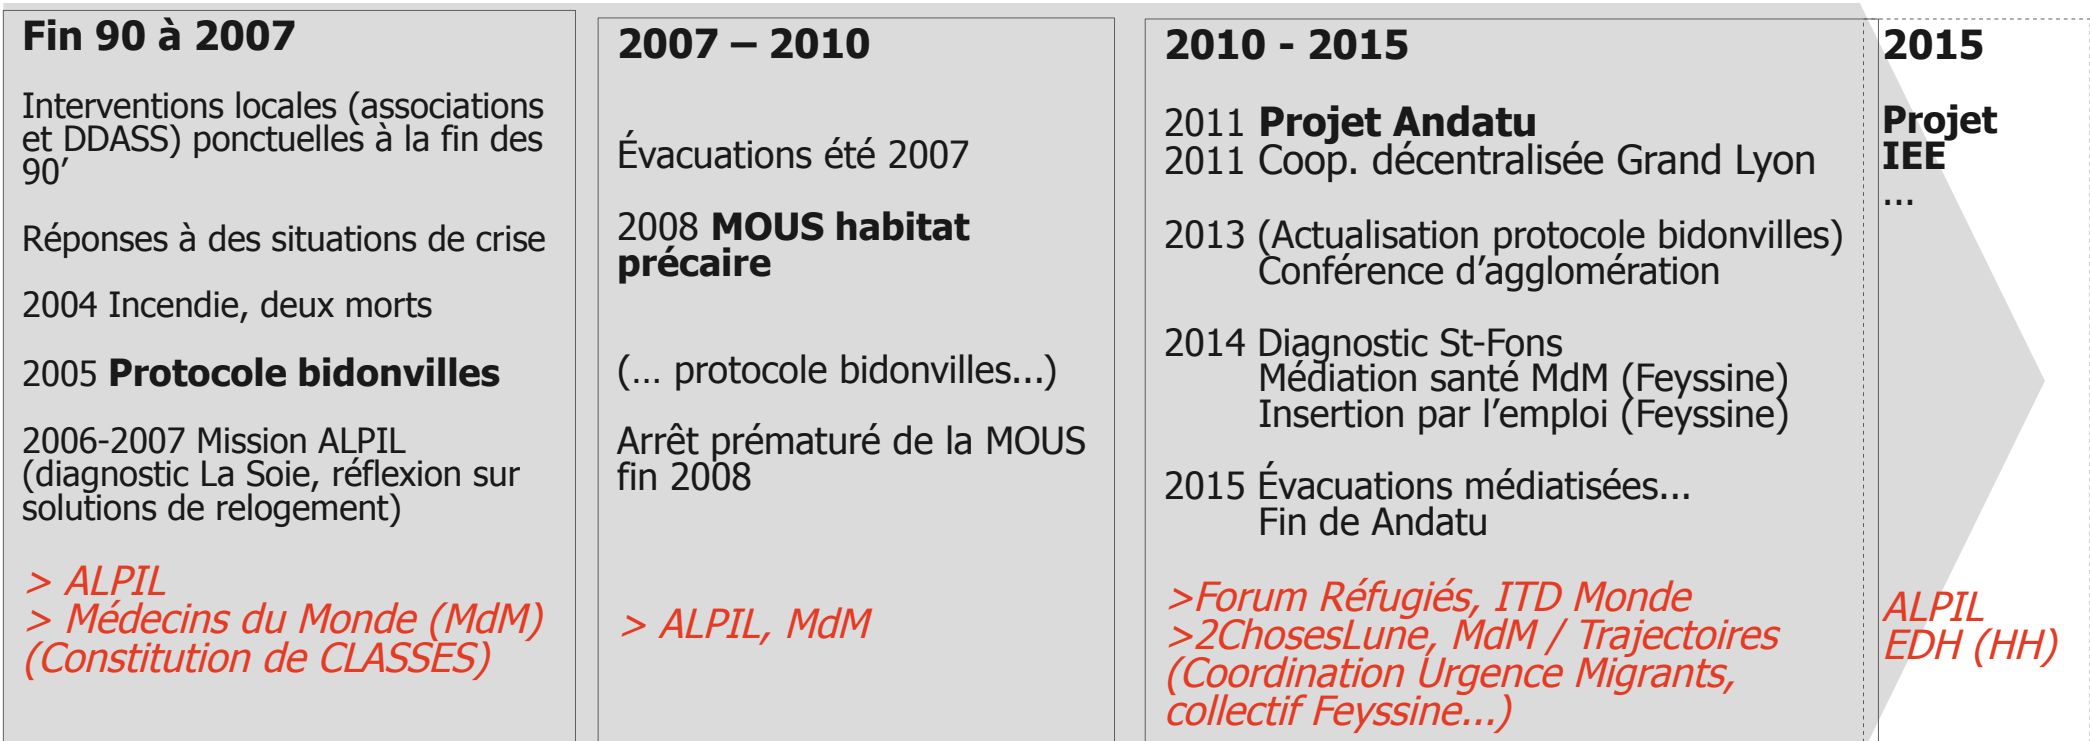 Fin 90 à 2007
Interventions locales (associations
et DDASS) ponctuelles à la fin des
90’
Réponses à des situations de crise
2004 Incendie, deux morts
2005 Protocole bidonvilles
2006-2007 Mission ALPIL
(diagnostic La Soie, réflexion sur
solutions de relogement)
> ALPIL
> Médecins du Monde (MdM)
(Constitution de CLASSES)
2007 – 2010
Évacuations été 2007
2008 MOUS habitat
précaire
(… protocole bidonvilles...)
Arrêt prématuré de la MOUS
fin 2008
> ALPIL, MdM
2010 - 2015
2011 Projet Andatu
2011 Coop. décentralisée Grand Lyon
2013 (Actualisation protocole bidonvilles)
Conférence d’agglomération
2014 Diagnostic St-Fons
Médiation santé MdM (Feyssine)
Insertion par l’emploi (Feyssine)
2015 Évacuations médiatisées...
Fin de Andatu
>Forum Réfugiés, ITD Monde
>2ChosesLune, MdM / Trajectoires
(Coordination Urgence Migrants,
collectif Feyssine...)
2015
Projet
IEE
...
ALPIL
EDH (HH)